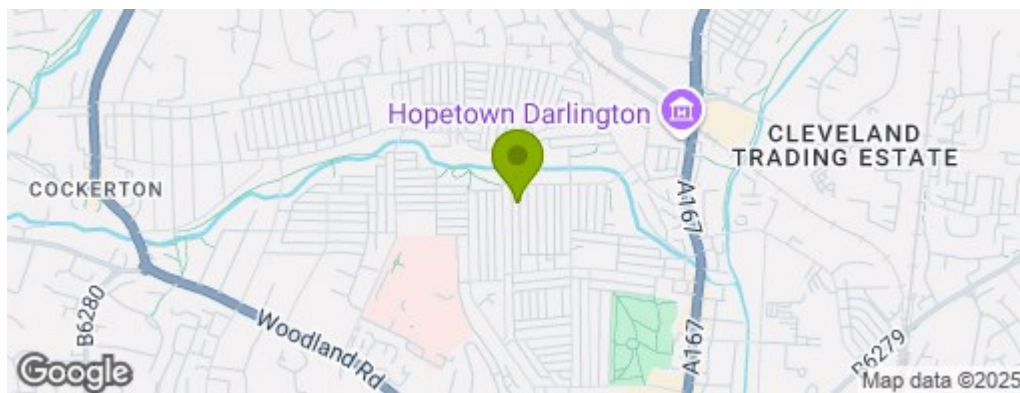 Hopetown Darlington
CLEVELAND
TRADING ESTATE
COCKERTON
A167
B6280
Woodland Rd
A167
B6279
Google
Map data ©2025